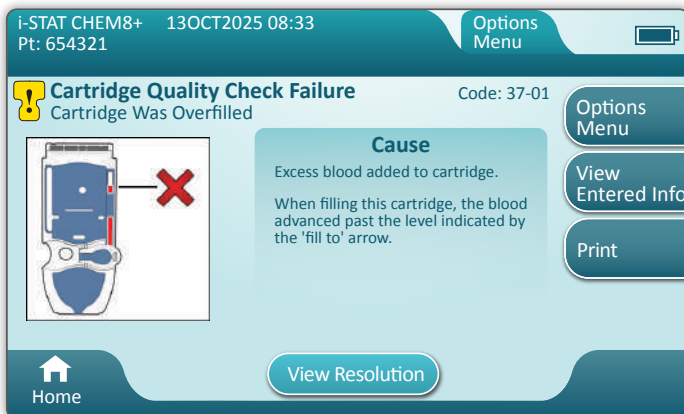 i-STAT CHEM8+ 13OCT2025 08:33
Pt: 654321
Options
Menu
Cartridge Quality Check Failure
Cartridge Was Overfilled
Code: 37-01
Cause
Excess blood added to cartridge.
When filling this cartridge, the blood
advanced past the level indicated by
the 'fill to' arrow.
Options
Menu
View
Entered Info
Print
Home
View Resolution